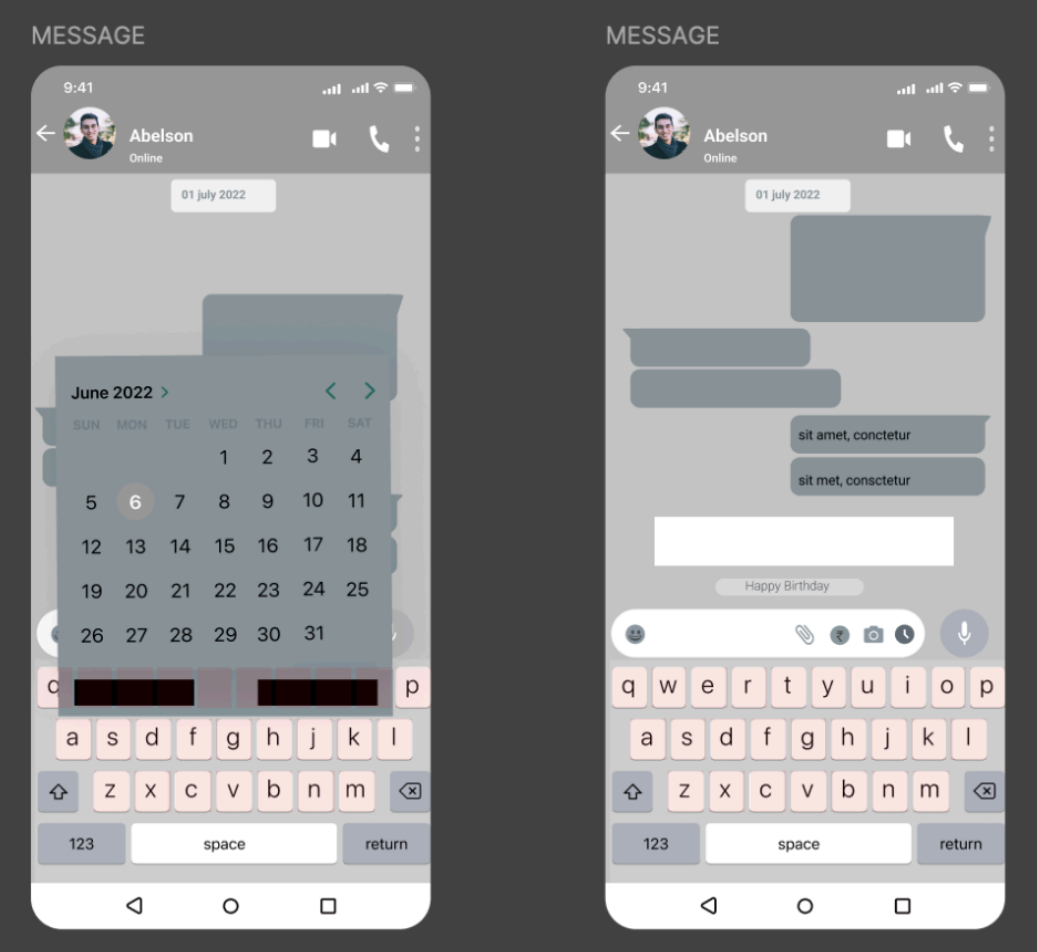 MESSAGE
9:41
Abelson
Online
01 july 2022
June 2022 >
SUN MON TUE WED THU FRI SAT
1 2 3 4
5 6 7 8 9 10 11
12 13 14 15 16 17 18
19 20 21 22 23 24 25
26 27 28 29 30 31
q p
a s d f g h j k l
z x c v b n m
123 space return
MESSAGE
9:41
Abelson
Online
01 july 2022
sit amet, conctetur
sit met, consctetur
Happy Birthday
₹
q w e r t y u i o p
a s d f g h j k l
z x c v b n m
123 space return